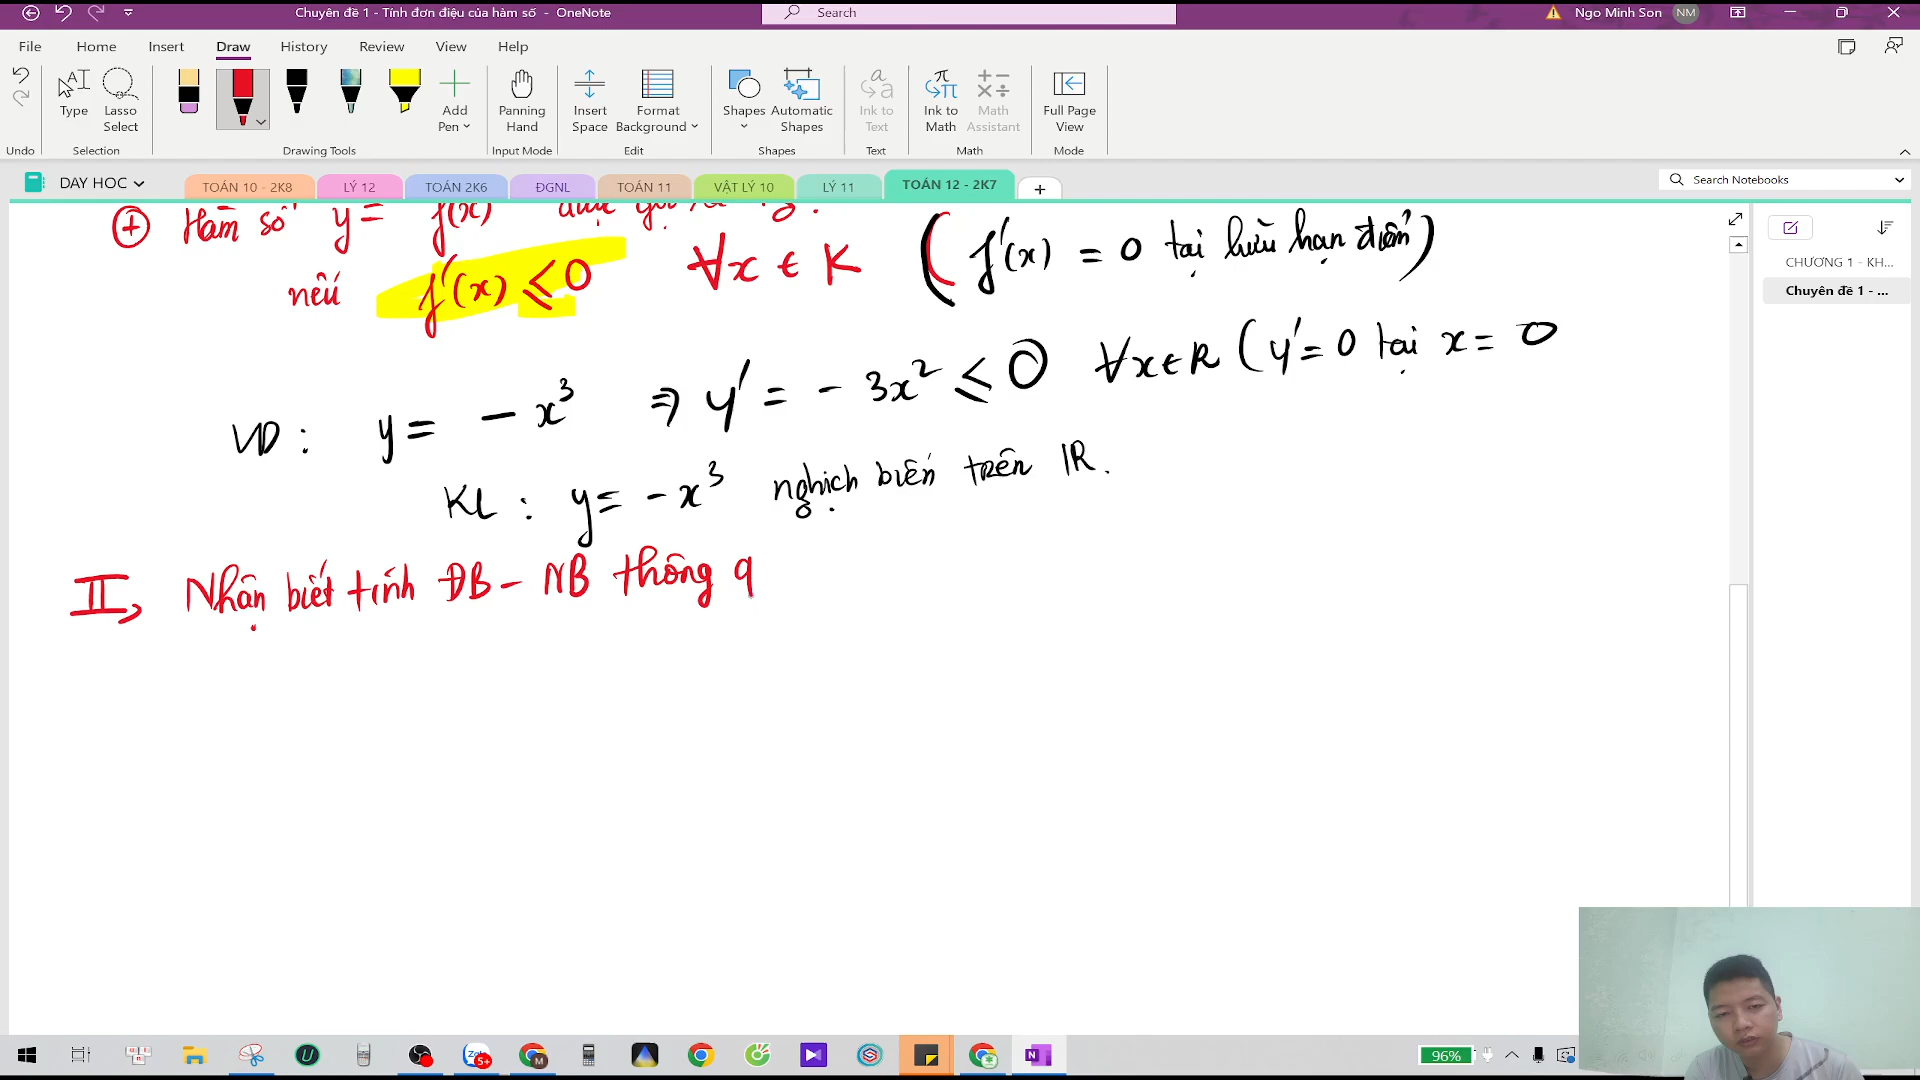 Chuyên đề 1 - Tính đơn điệu của hàm số - OneNote
Search
Ngo Minh Son NM
File Home Insert Draw History Review View Help
Type
Lasso Select
Add Pen
Panning Hand
Insert Space
Format Background
Shapes
Automatic Shapes
Ink to Text
Ink to Math
Math Assistant
Full Page View
Undo Selection Drawing Tools Input Mode Edit Shapes Text Math Mode
DAY HOC
TOÁN 10 - 2K8 LÝ 12 TOÁN 2K6 ĐGNL TOÁN 11 VẬT LÝ 10 LÝ 11 TOÁN 12 - 2K7 +
Search Notebooks
CHƯƠNG 1 - KH...
Chuyên đề 1 - ...
⊕ Hàm số y = f(x)
nếu f'(x) ≤ 0 ∀x ∈ K ( f'(x) = 0 tại hữu hạn điểm)
VD : y = - x³ ⇒ y' = - 3x² ≤ 0 ∀x ∈ R ( y' = 0 tại x = 0
KL : y = - x³ nghịch biến trên R.
II, Nhận biết tính ĐB - NB thông q
96%